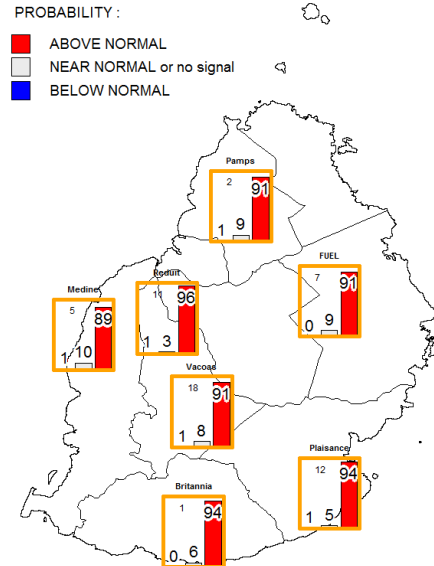 PROBABILITY :
ABOVE NORMAL
NEAR NORMAL or no signal
BELOW NORMAL
Pamps
2
1 9 91
FUEL
7
0 9 91
Reduit
11
1 3 96
Medine
5
1 10 89
Vacoas
18
1 8 91
Plaisance
12
1 5 94
Britannia
1
0 6 94